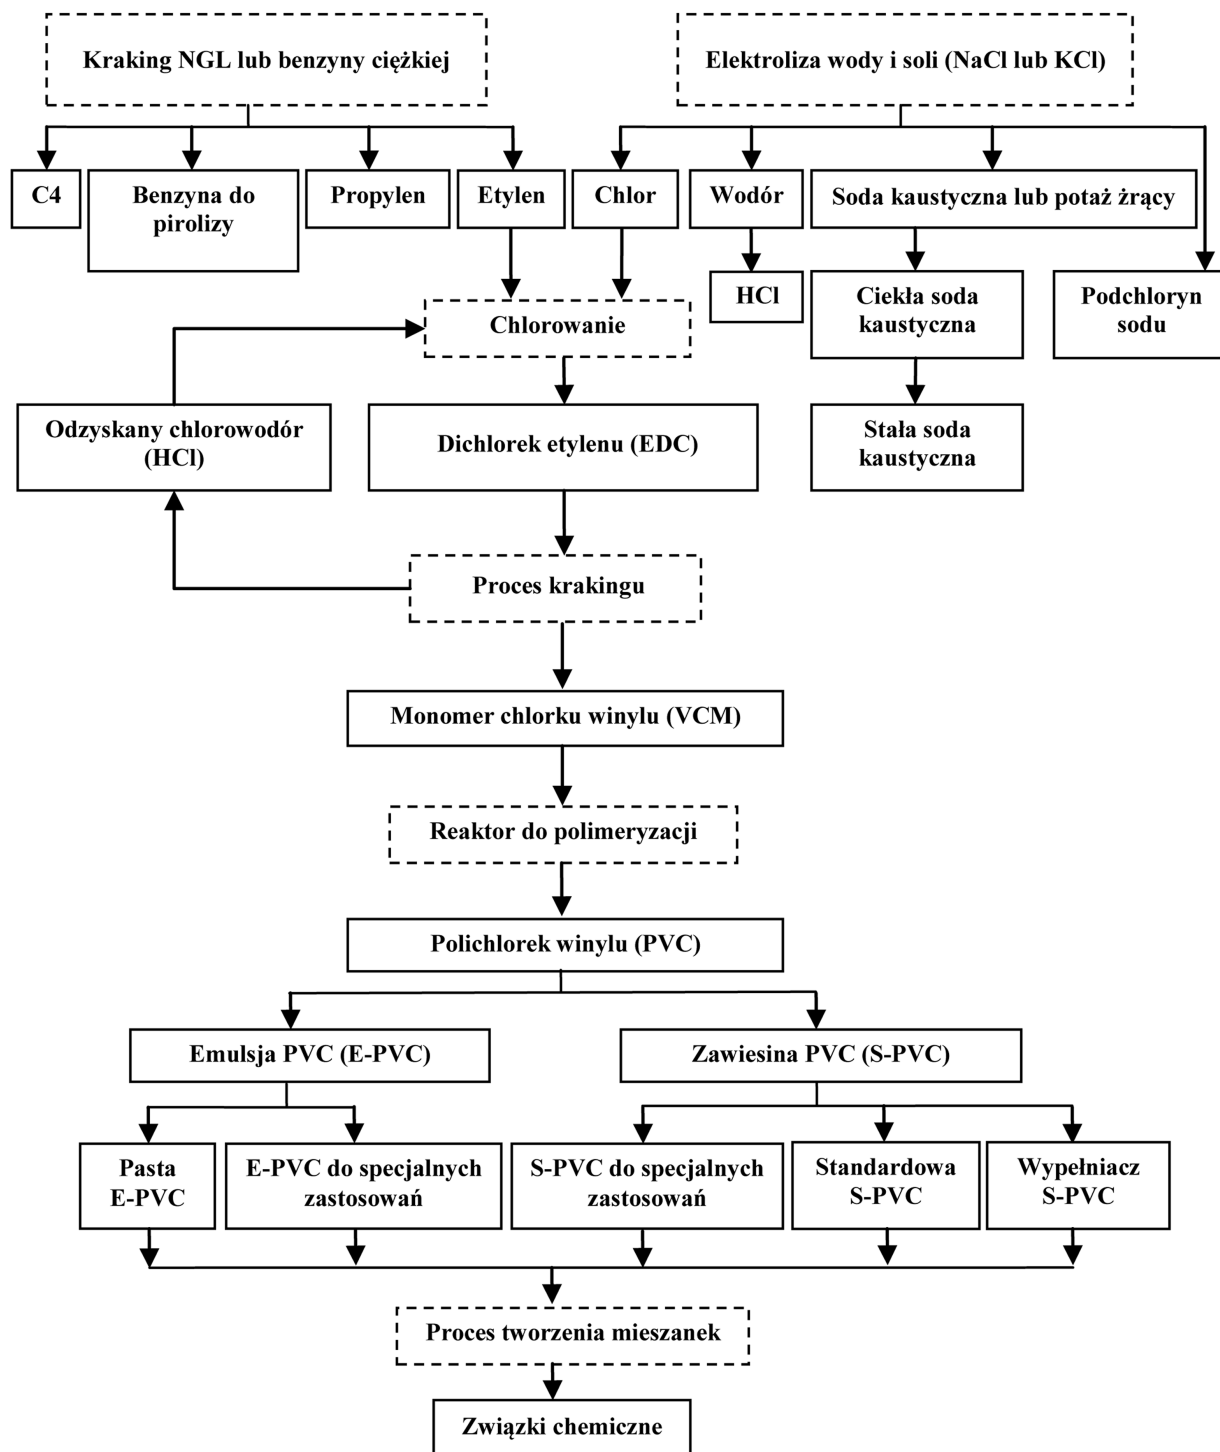 Kraking NGL lub benzyny ciężkiej
Elektroliza wody i soli (NaCl lub KCl)
C4
Benzyna do
pirolizy
Propylen
Etylen
Chlor
Wodór
Soda kaustyczna lub potaż żrący
HCl
Ciekła soda
kaustyczna
Podchloryn
sodu
Chlorowanie
Odzyskany chlorowodór
(HCl)
Dichlorek etylenu (EDC)
Stała soda
kaustyczna
Proces krakingu
Monomer chlorku winylu (VCM)
Reaktor do polimeryzacji
Polichlorek winylu (PVC)
Emulsja PVC (E-PVC)
Zawiesina PVC (S-PVC)
Pasta
E-PVC
E-PVC do specjalnych
zastosowań
S-PVC do specjalnych
zastosowań
Standardowa
S-PVC
Wypełniacz
S-PVC
Proces tworzenia mieszanek
Związki chemiczne